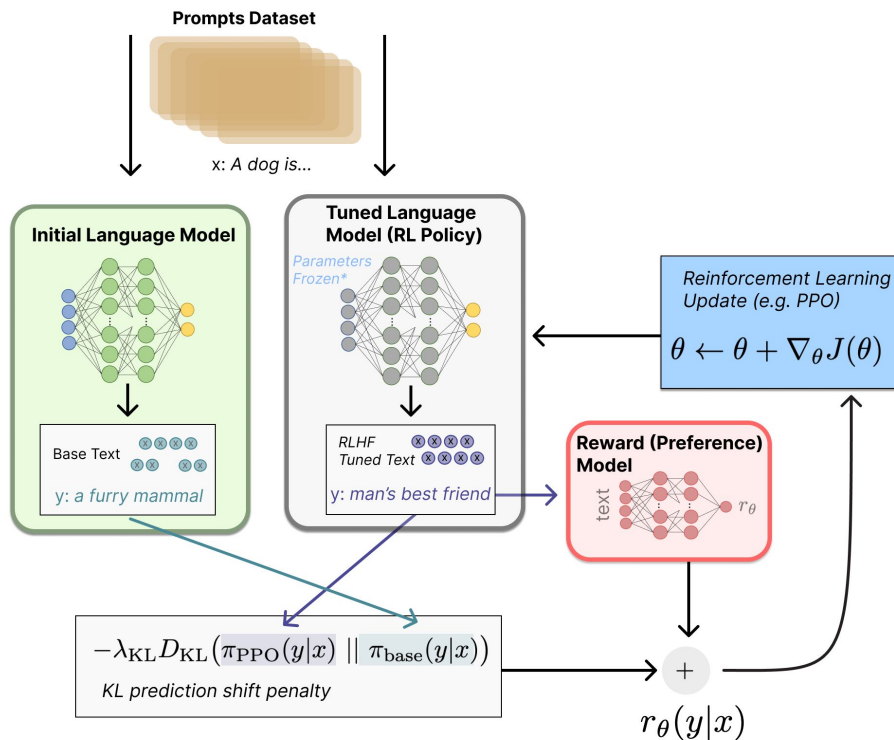 Prompts Dataset
x: A dog is...
Initial Language Model
Base Text
x x x x
x x x x
y: a furry mammal
Tuned Language
Model (RL Policy)
Parameters
Frozen*
RLHF
Tuned Text
x x x x
x x x x
y: man's best friend
Reinforcement Learning
Update (e.g. PPO)
θ ← θ + ∇θJ(θ)
Reward (Preference)
Model
text
rθ
−λKL DKL(πPPO(y|x) || πbase(y|x))
KL prediction shift penalty
+
rθ(y|x)